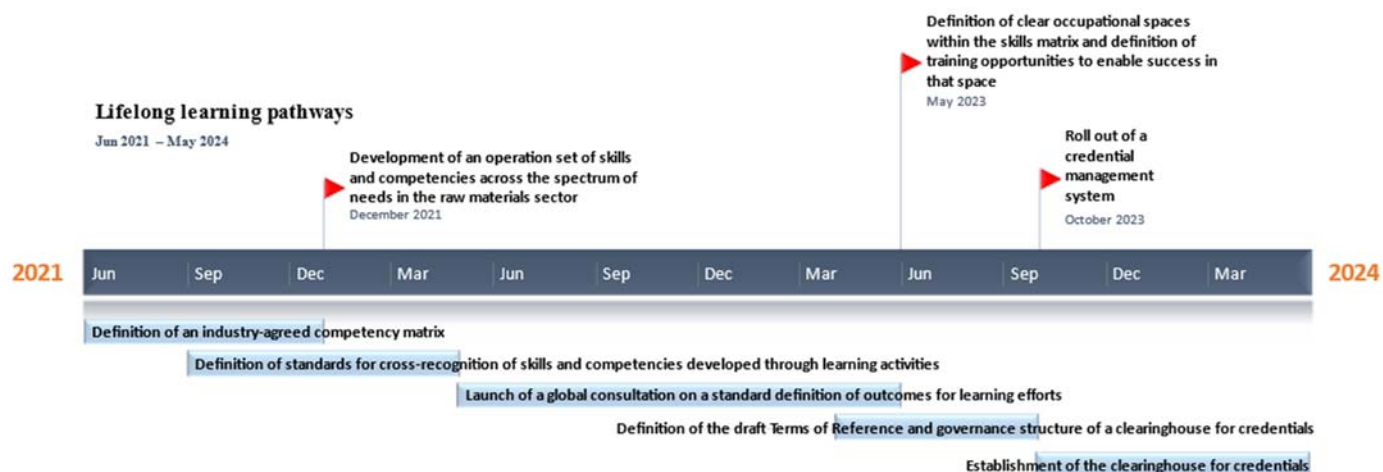 Definition of clear occupational spaces
within the skills matrix and definition of
training opportunities to enable success in
that space
May 2023
Lifelong learning pathways
Jun 2021 – May 2024
Roll out of a
credential
management
system
October 2023
Development of an operation set of skills
and competencies across the spectrum of
needs in the raw materials sector
December 2021
2021 Jun Sep Dec Mar Jun Sep Dec Mar Jun Sep Dec Mar 2024
Definition of an industry-agreed competency matrix
Definition of standards for cross-recognition of skills and competencies developed through learning activities
Launch of a global consultation on a standard definition of outcomes for learning efforts
Definition of the draft Terms of Reference and governance structure of a clearinghouse for credentials
Establishment of the clearinghouse for credentials